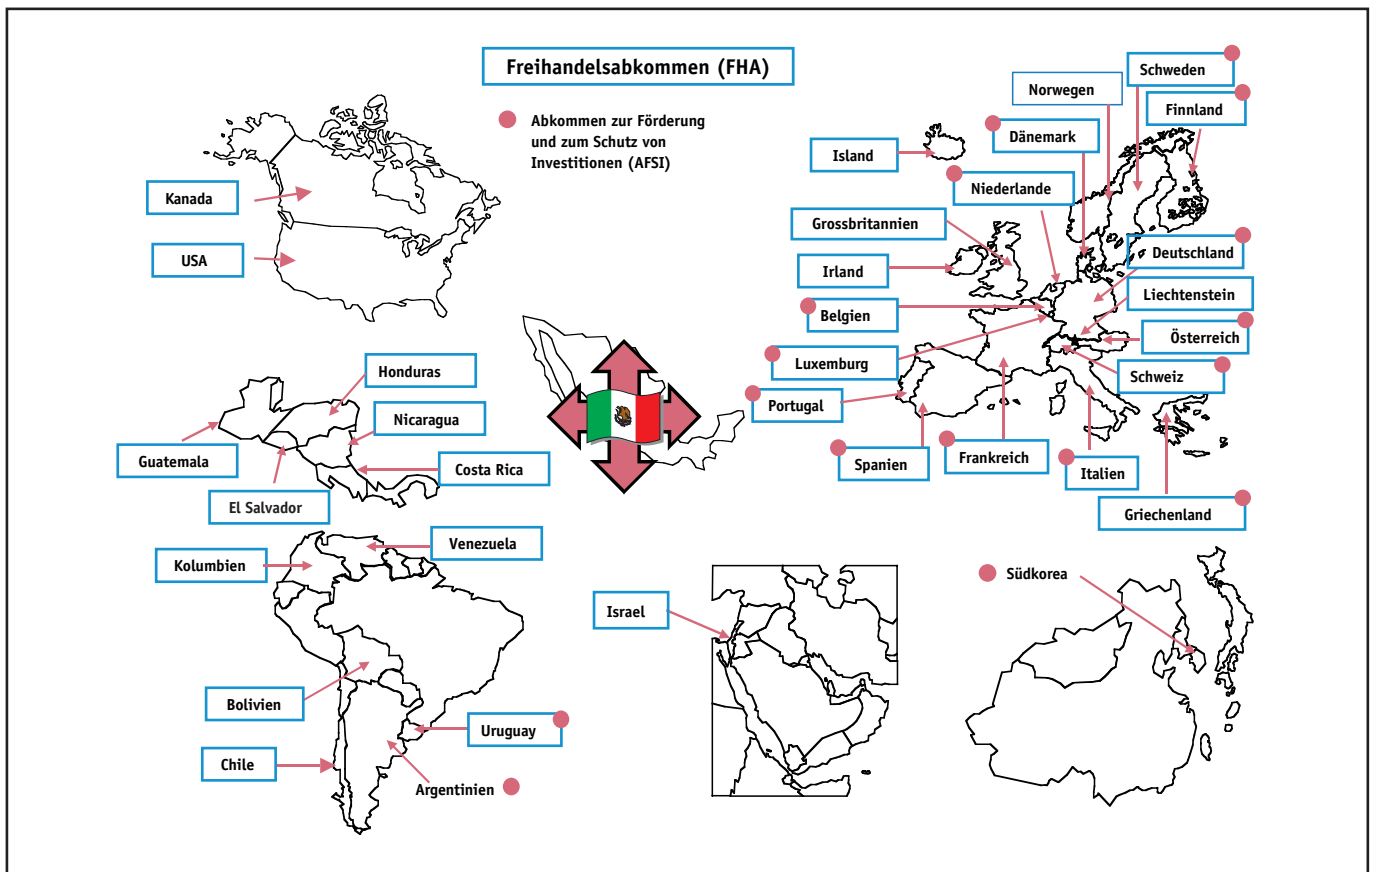 Freihandelsabkommen (FHA)
Abkommen zur Förderung
und zum Schutz von
Investitionen (AFSI)
Kanada
USA
Honduras
Nicaragua
Guatemala
Costa Rica
El Salvador
Venezuela
Kolumbien
Bolivien
Uruguay
Chile
Argentinien
Schweden
Norwegen
Finnland
Dänemark
Island
Niederlande
Grossbritannien
Deutschland
Irland
Liechtenstein
Belgien
Österreich
Luxemburg
Schweiz
Portugal
Spanien
Frankreich
Italien
Griechenland
Israel
Südkorea